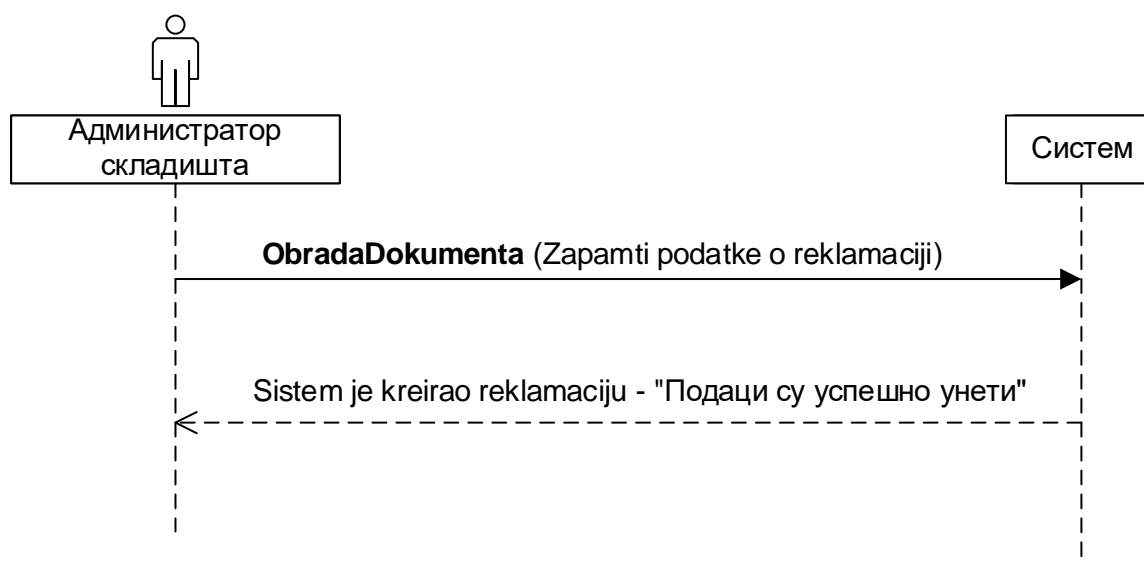 Администратор
складишта
Систем
ObradaDokumenta (Zapamti podatke o reklamaciji)
Sistem je kreirao reklamaciju - "Подаци су успешно унети"